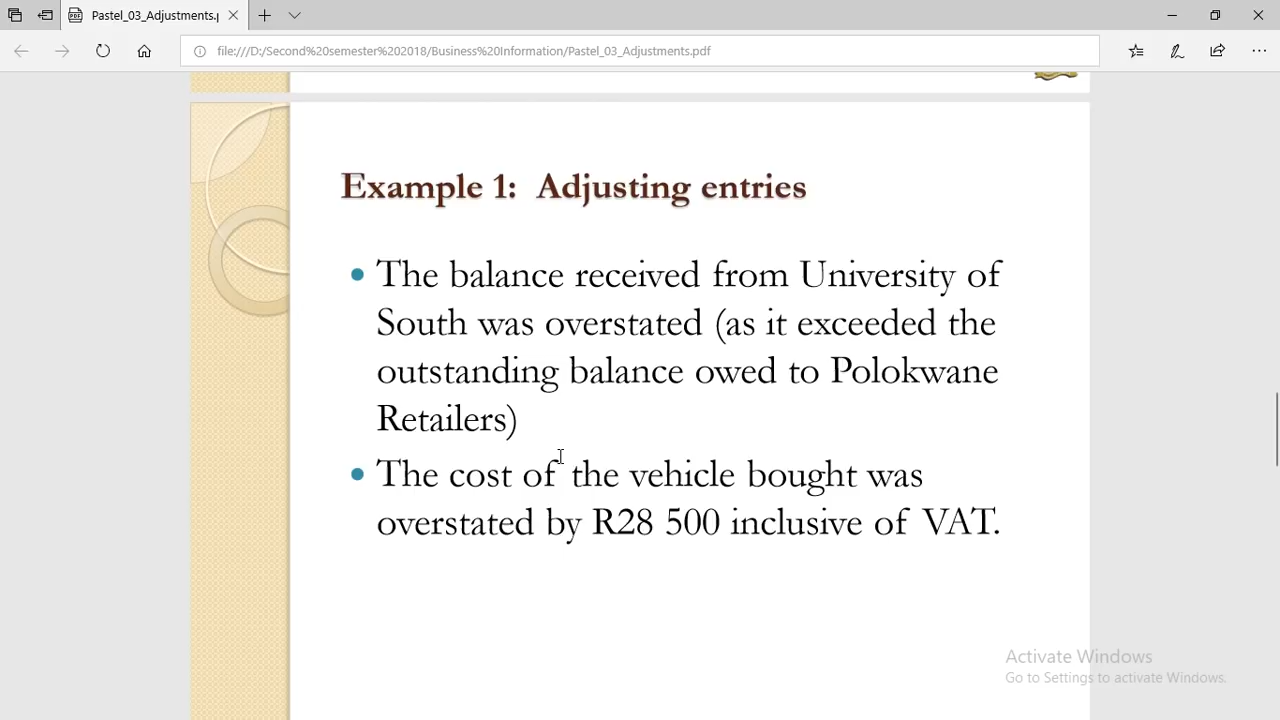 Pastel_03_Adjustments.p
file:///D:/Second%20semester%202018/Business%20Information/Pastel_03_Adjustments.pdf
Example 1: Adjusting entries
• The balance received from University of
South was overstated (as it exceeded the
outstanding balance owed to Polokwane
Retailers)
• The cost of the vehicle bought was
overstated by R28 500 inclusive of VAT.
Activate Windows
Go to Settings to activate Windows.